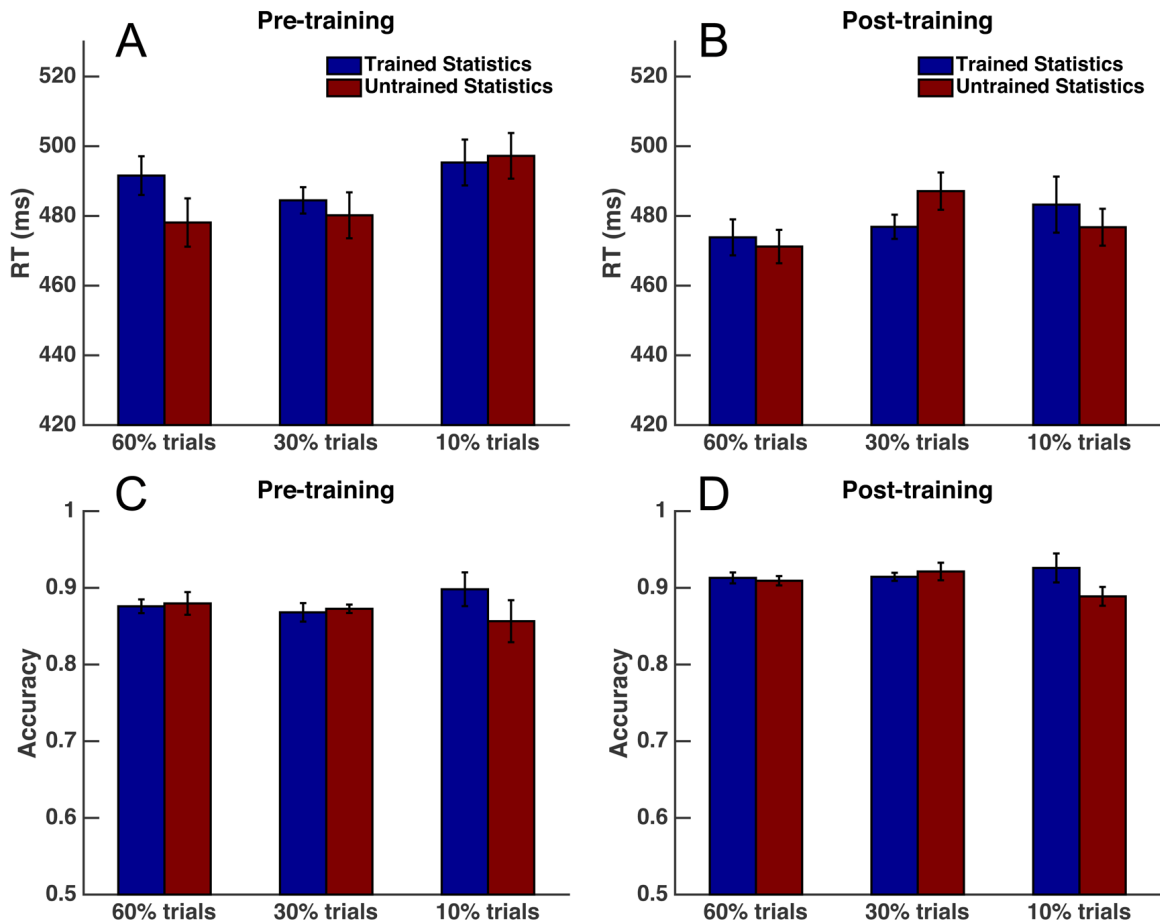 A
Pre-training
Trained Statistics
Untrained Statistics
RT (ms)
520
500
480
460
440
420
60% trials
30% trials
10% trials
B
Post-training
Trained Statistics
Untrained Statistics
RT (ms)
520
500
480
460
440
420
60% trials
30% trials
10% trials
C
Pre-training
Accuracy
1
0.9
0.8
0.7
0.6
0.5
60% trials
30% trials
10% trials
D
Post-training
Accuracy
1
0.9
0.8
0.7
0.6
0.5
60% trials
30% trials
10% trials